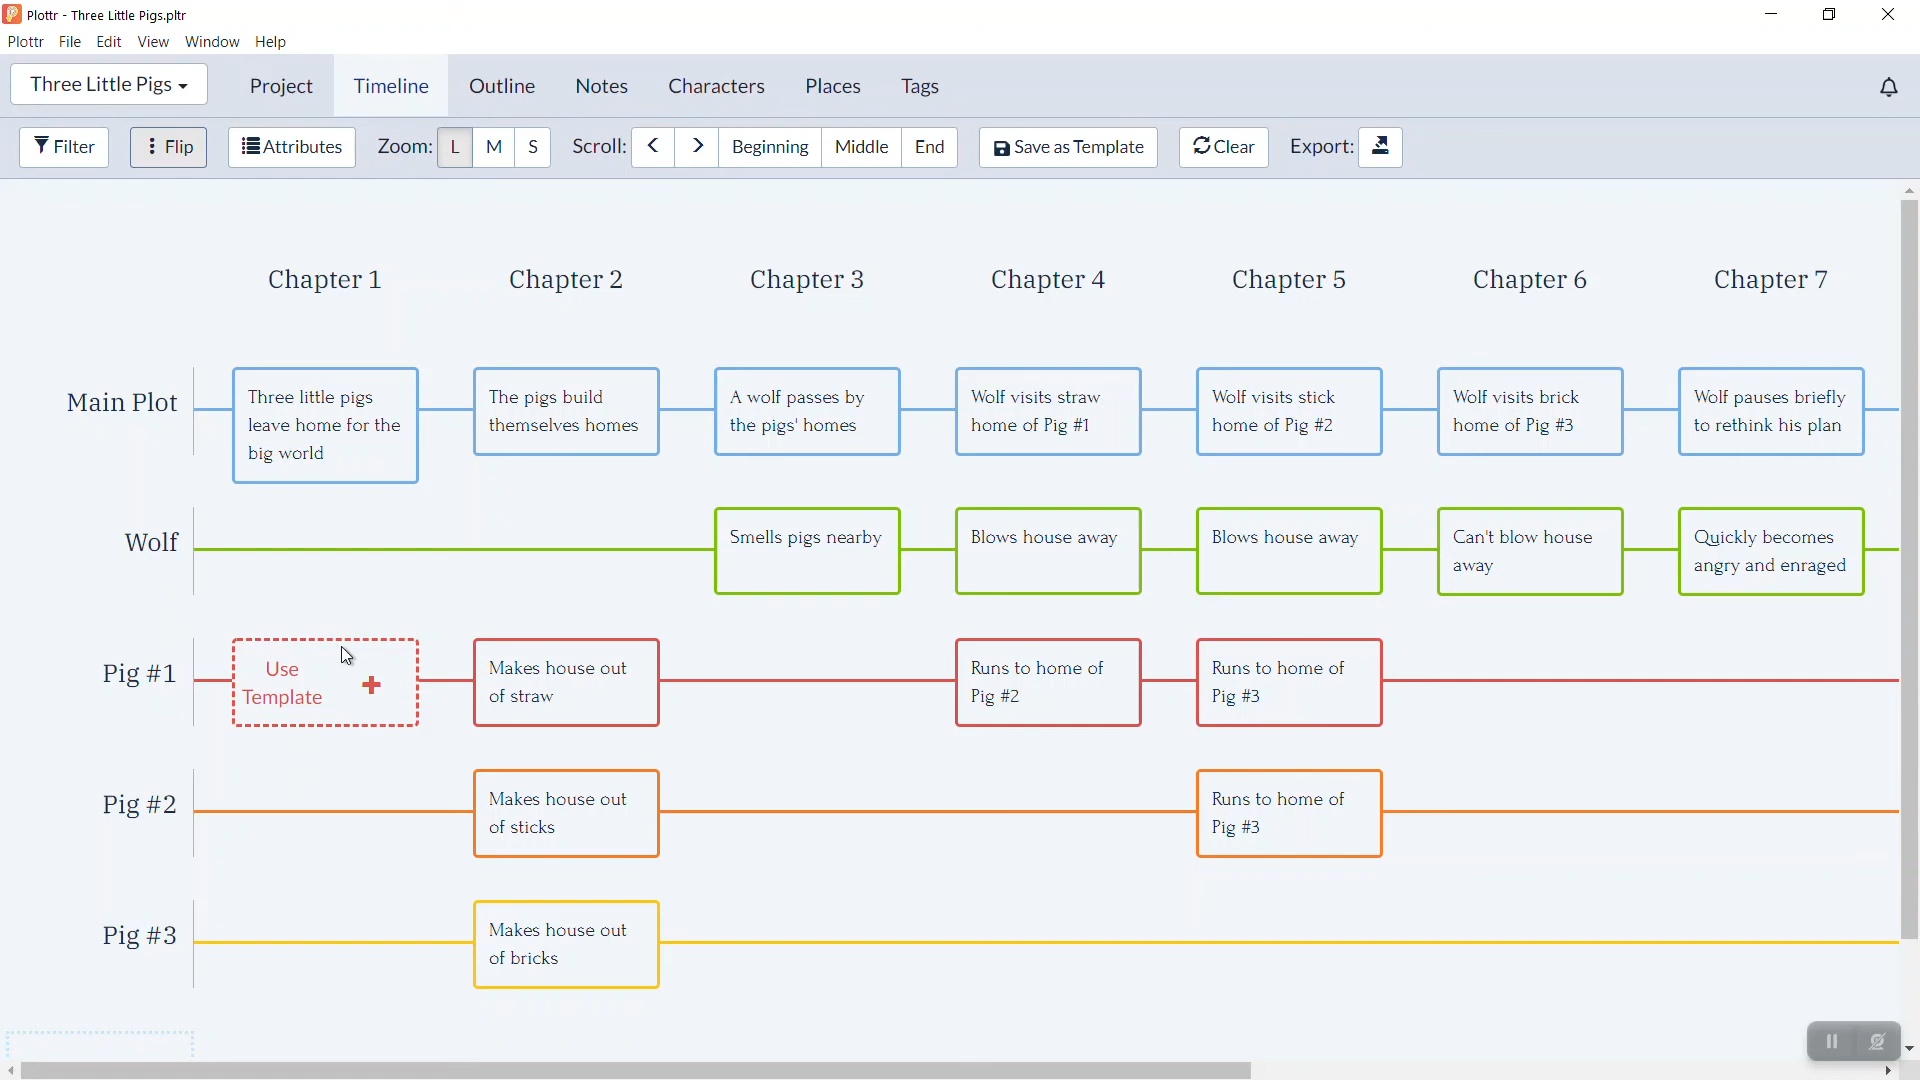 Plottr - Three Little Pigs.pltr
Plottr File Edit View Window Help
Three Little Pigs Project Timeline Outline Notes Characters Places Tags
Filter Flip Attributes Zoom: L M S Scroll: < > Beginning Middle End Save as Template Clear Export:
Chapter 1 Chapter 2 Chapter 3 Chapter 4 Chapter 5 Chapter 6 Chapter 7
Main Plot
Three little pigs
leave home for the
big world
The pigs build
themselves homes
A wolf passes by
the pigs' homes
Wolf visits straw
home of Pig #1
Wolf visits stick
home of Pig #2
Wolf visits brick
home of Pig #3
Wolf pauses briefly
to rethink his plan
Wolf
Smells pigs nearby
Blows house away
Blows house away
Can't blow house
away
Quickly becomes
angry and enraged
Pig #1
Use
Template
Makes house out
of straw
Runs to home of
Pig #2
Runs to home of
Pig #3
Pig #2
Makes house out
of sticks
Runs to home of
Pig #3
Pig #3
Makes house out
of bricks